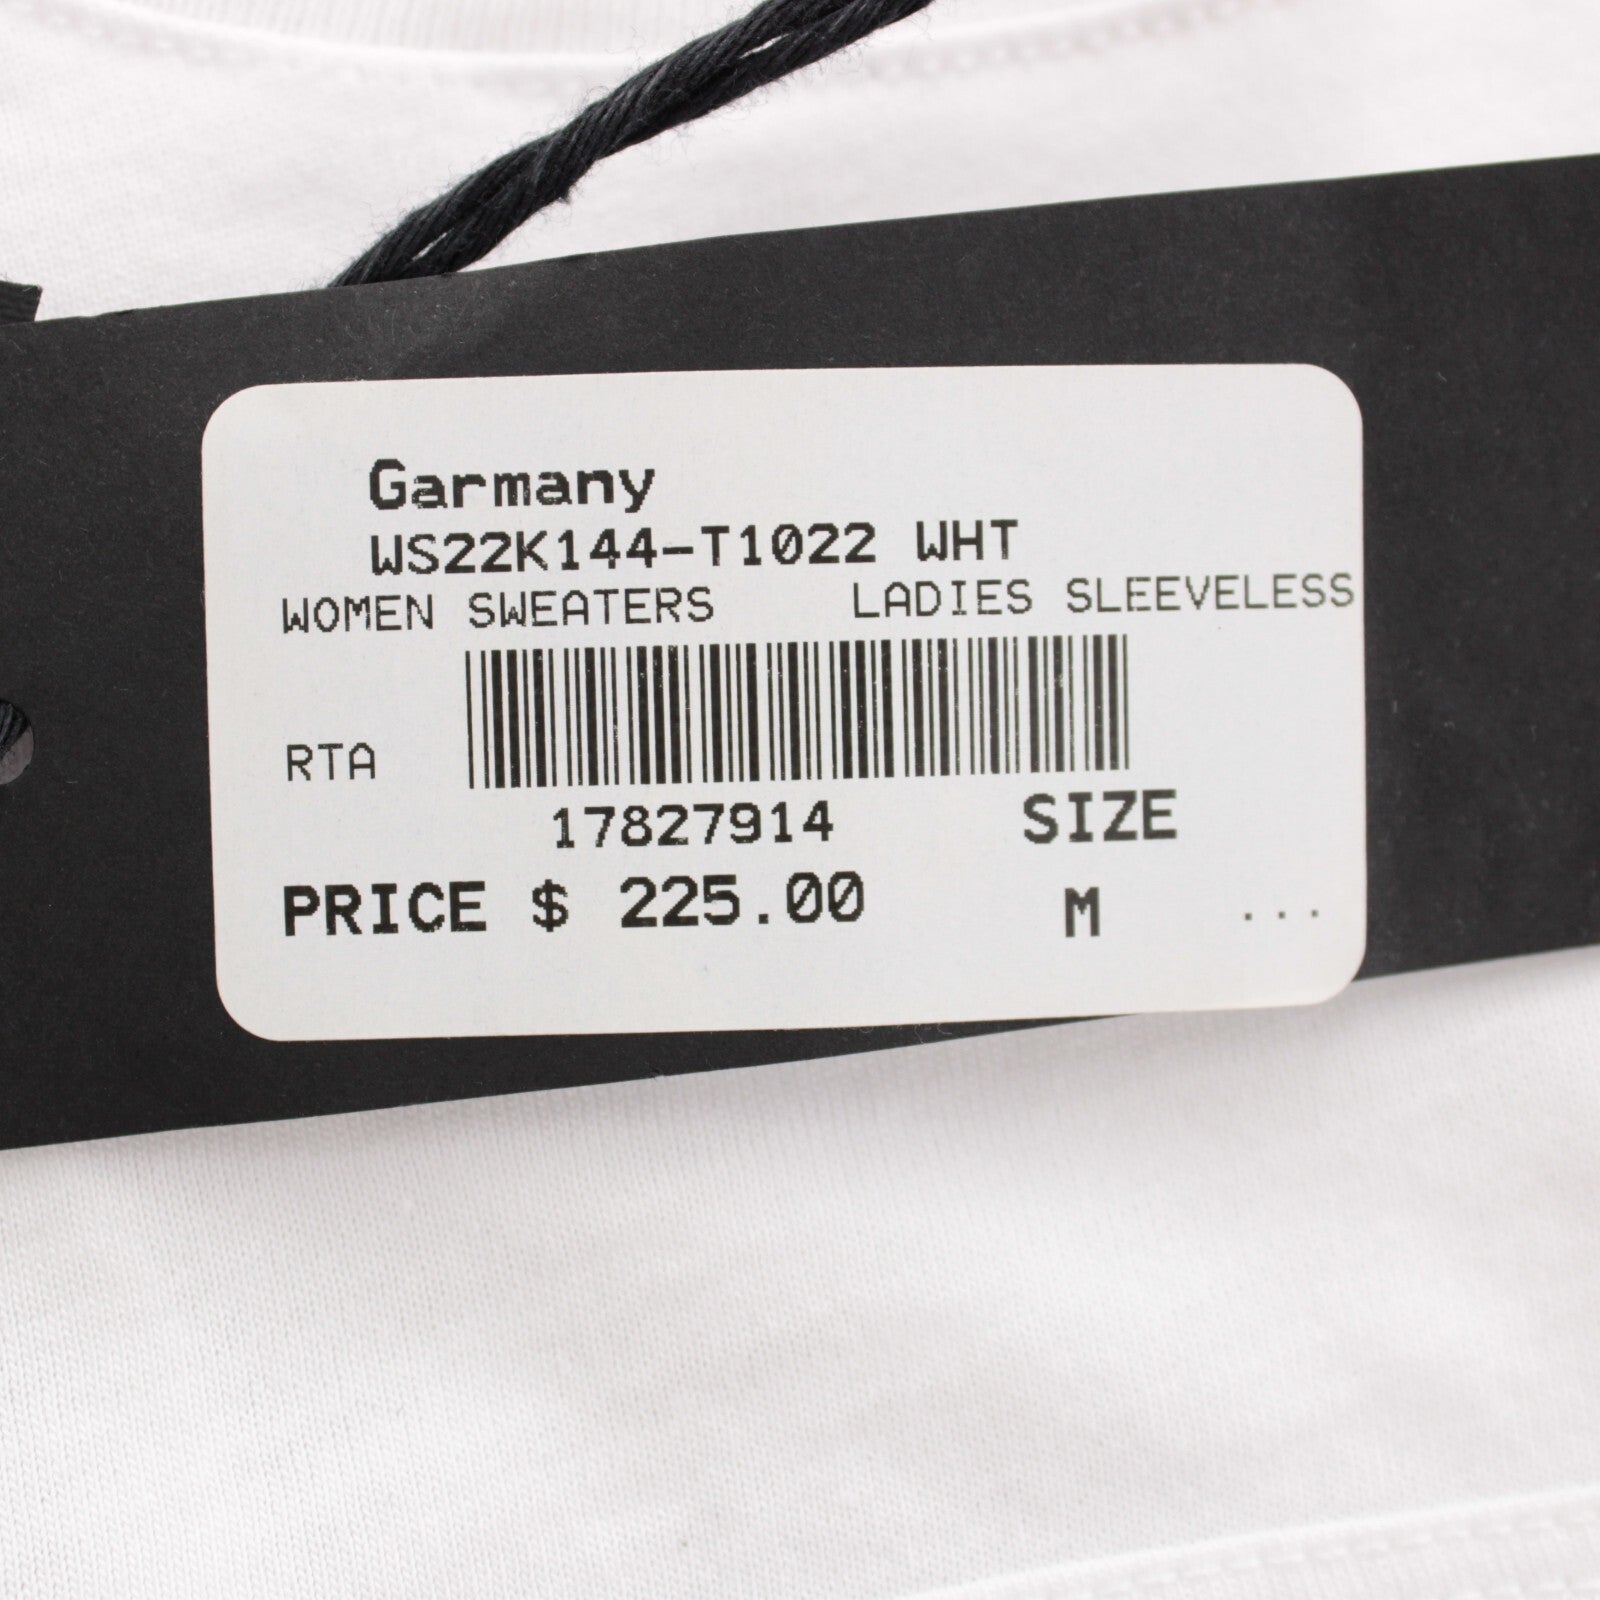 Garmany
WS22K144-T1022 WHT
WOMEN SWEATERS LADIES SLEEVELESS
RTA
17827914 SIZE
PRICE $ 225.00 M ...